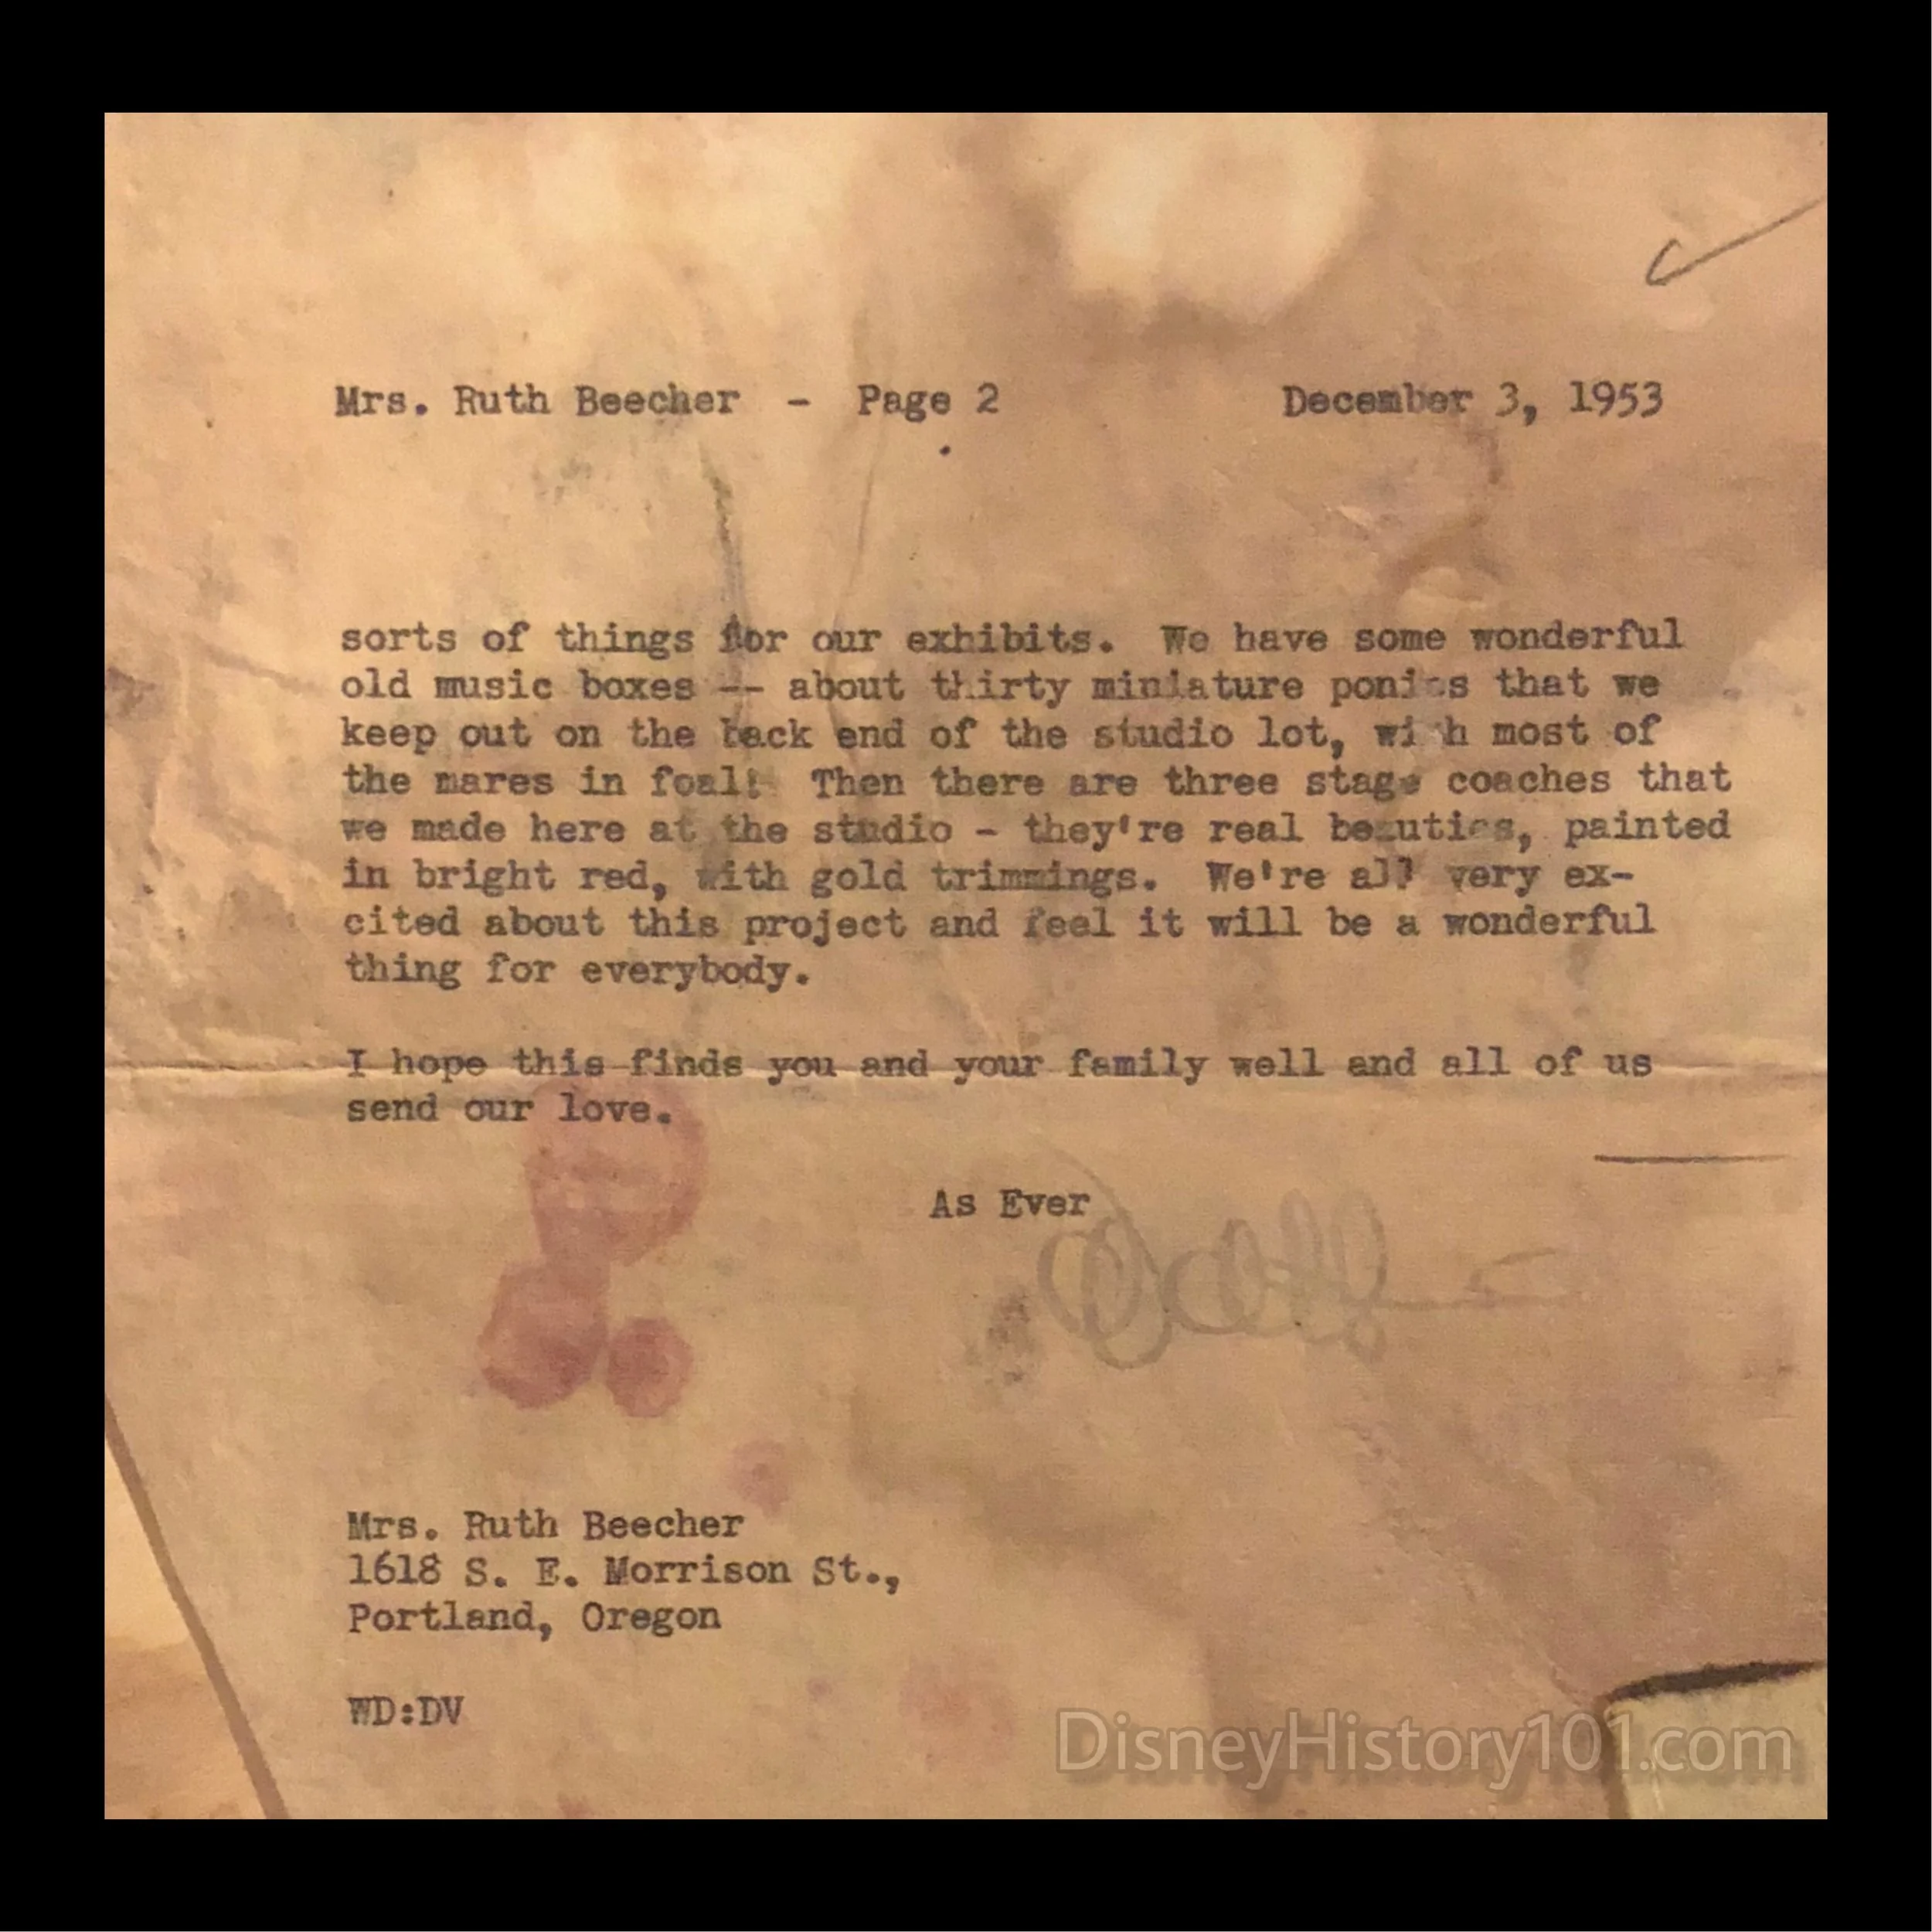 Mrs. Ruth Beecher - Page 2 December 3, 1953
sorts of things for our exhibits. We have some wonderful
old music boxes -- about thirty miniature ponies that we
keep out on the back end of the studio lot, with most of
the mares in foal! Then there are three stage coaches that
we made here at the studio - they're real beauties, painted
in bright red, with gold trimmings. We're all very ex-
cited about this project and feel it will be a wonderful
thing for everybody.
I hope this finds you and your family well and all of us
send our love.
As Ever
Walt
Mrs. Ruth Beecher
1618 S. E. Morrison St.,
Portland, Oregon
WD:DV
DisneyHistory101.com